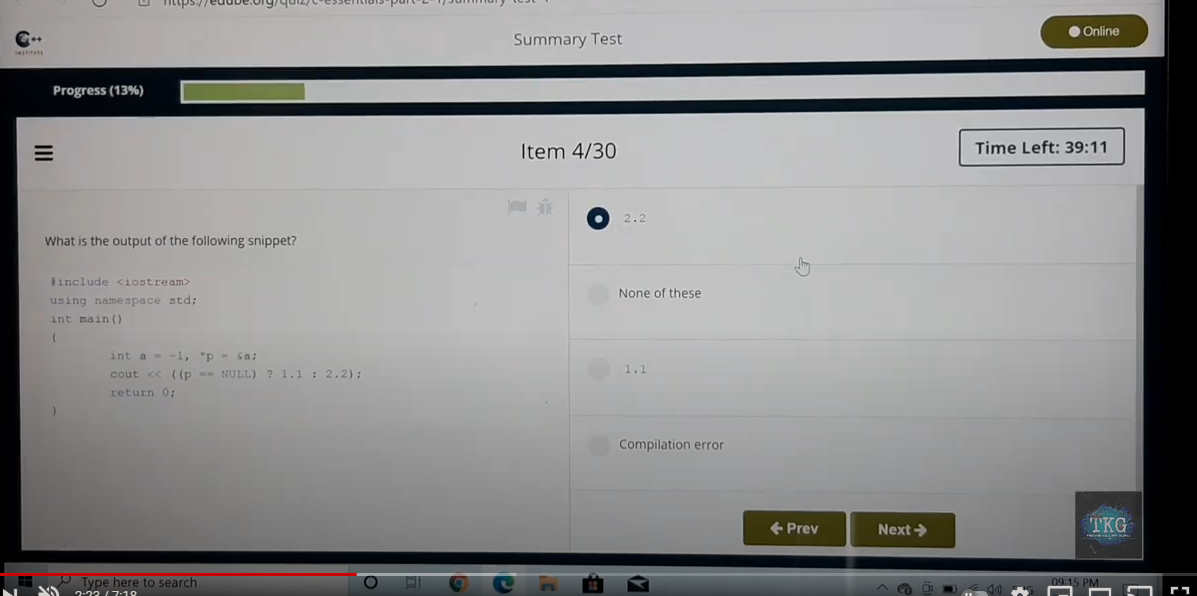 https://edube.org/quiz/c-essentials-part-2-1/summary-test-4
C++
INSTITUTE
Summary Test
Online
Progress (13%)
Item 4/30
Time Left: 39:11
What is the output of the following snippet?
#include <iostream>
using namespace std;
int main()
{
int a = -1, *p = &a;
cout << ((p == NULL) ? 1.1 : 2.2);
return 0;
}
2.2
None of these
1.1
Compilation error
Prev
Next
TKG
Type here to search
09:15 PM
2:23 / 7:18